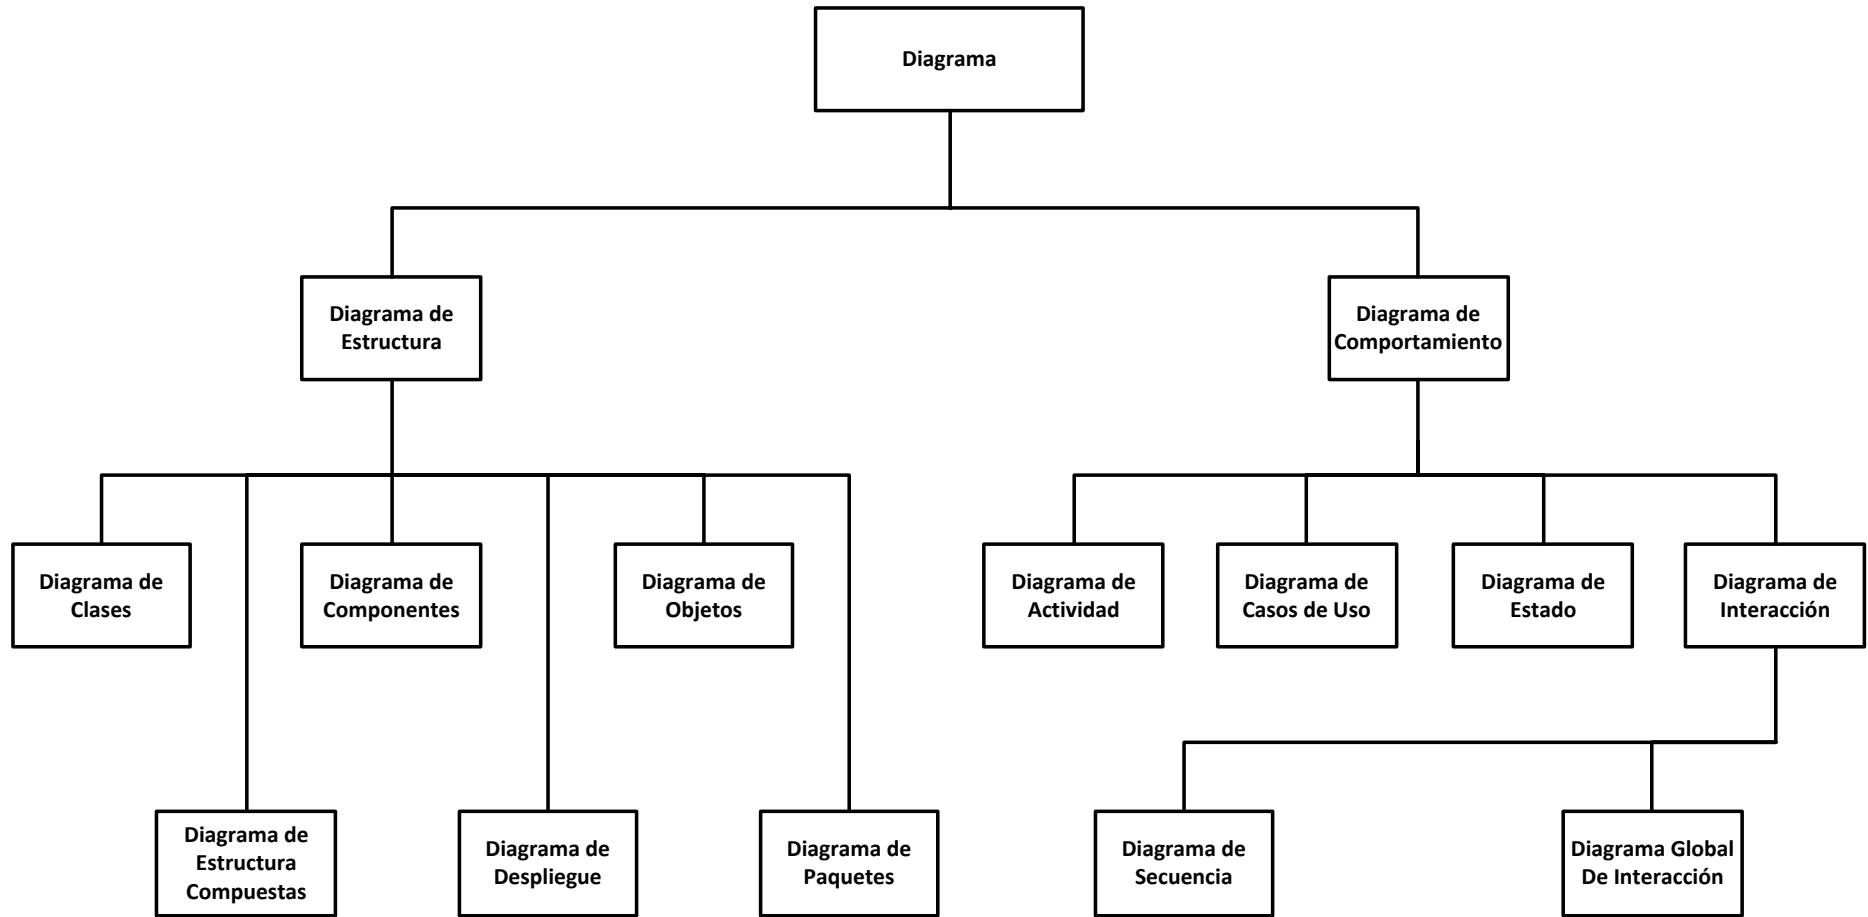 Diagrama
Diagrama de
Estructura
Diagrama de
Comportamiento
Diagrama de
Clases
Diagrama de
Componentes
Diagrama de
Objetos
Diagrama de
Actividad
Diagrama de
Casos de Uso
Diagrama de
Estado
Diagrama de
Interacción
Diagrama de
Estructura
Compuestas
Diagrama de
Despliegue
Diagrama de
Paquetes
Diagrama de
Secuencia
Diagrama Global
De Interacción